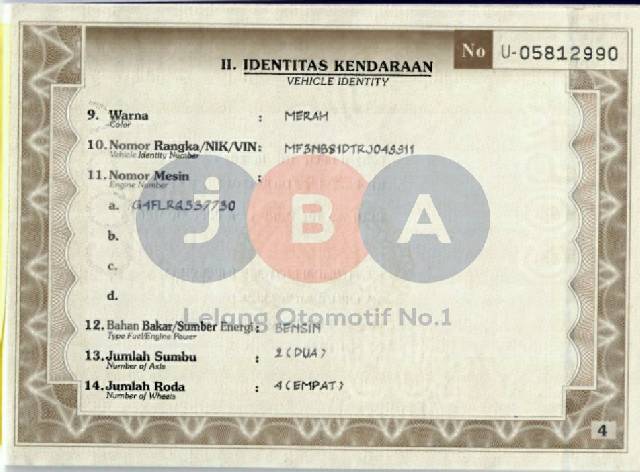 No U-05812990
II. IDENTITAS KENDARAAN
VEHICLE IDENTITY
9. Warna : MERAH
Color
10. Nomor Rangka/NIK/VIN: MF3NB81DTRJ045311
Vehicle Identity Number
11. Nomor Mesin :
Engine Number
a. G4FLRQ557730
b.
c.
d.
JBA
Lelang Otomotif No.1
12. Bahan Bakar/Sumber Energi: BENSIN
Type Fuel/Engine Power
13. Jumlah Sumbu : 2 (DUA)
Number of Axle
14. Jumlah Roda : 4 (EMPAT)
Number of Wheels
4